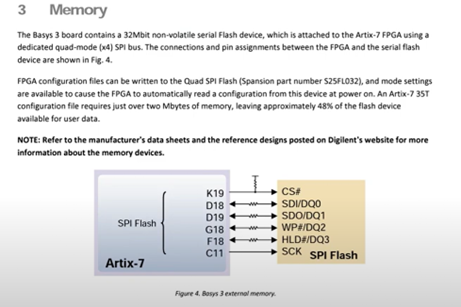 3 Memory
The Basys 3 board contains a 32Mbit non-volatile serial Flash device, which is attached to the Artix-7 FPGA using a
dedicated quad-mode (x4) SPI bus. The connections and pin assignments between the FPGA and the serial flash
device are shown in Fig. 4.
FPGA configuration files can be written to the Quad SPI Flash (Spansion part number S25FL032), and mode settings
are available to cause the FPGA to automatically read a configuration from this device at power on. An Artix-7 35T
configuration file requires just over two Mbytes of memory, leaving approximately 48% of the flash device
available for user data.
NOTE: Refer to the manufacturer's data sheets and the reference designs posted on Digilent's website for more
information about the memory devices.
K19 CS#
D18 SDI/DQ0
D19 SDO/DQ1
SPI Flash
G18 WP#/DQ2
F18 HLD#/DQ3
C11 SCK
SPI Flash
Artix-7
Figure 4. Basys 3 external memory.